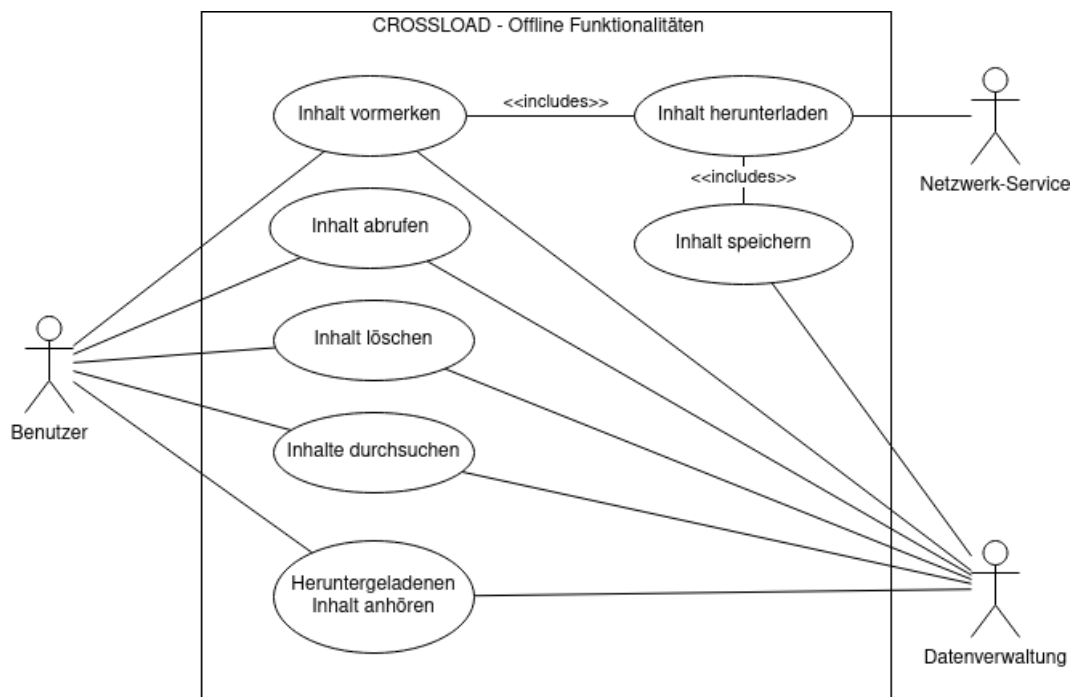 CROSSLOAD - Offline Funktionalitäten
Inhalt vormerken
<<includes>>
Inhalt herunterladen
Netzwerk-Service
<<includes>>
Inhalt abrufen
Inhalt speichern
Inhalt löschen
Benutzer
Inhalte durchsuchen
Heruntergeladenen
Inhalt anhören
Datenverwaltung